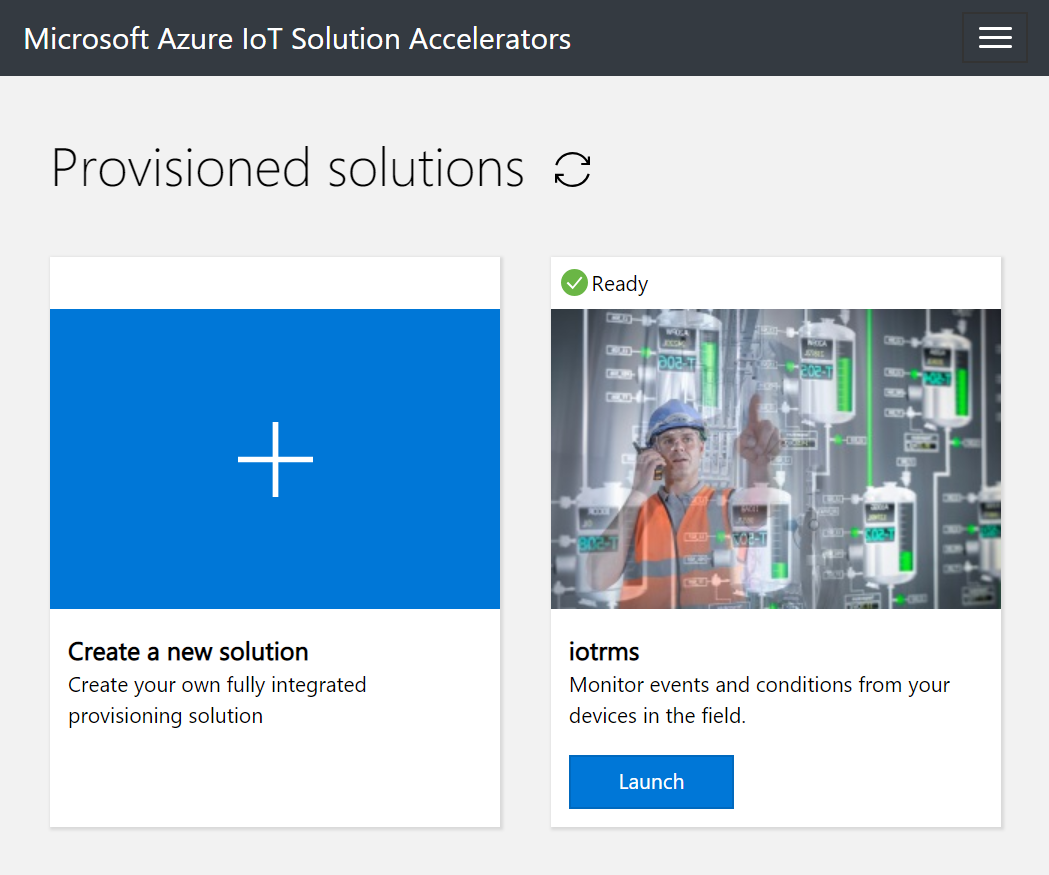 Microsoft Azure IoT Solution Accelerators
Provisioned solutions
Ready
Create a new solution
Create your own fully integrated
provisioning solution
iotrms
Monitor events and conditions from your
devices in the field.
Launch